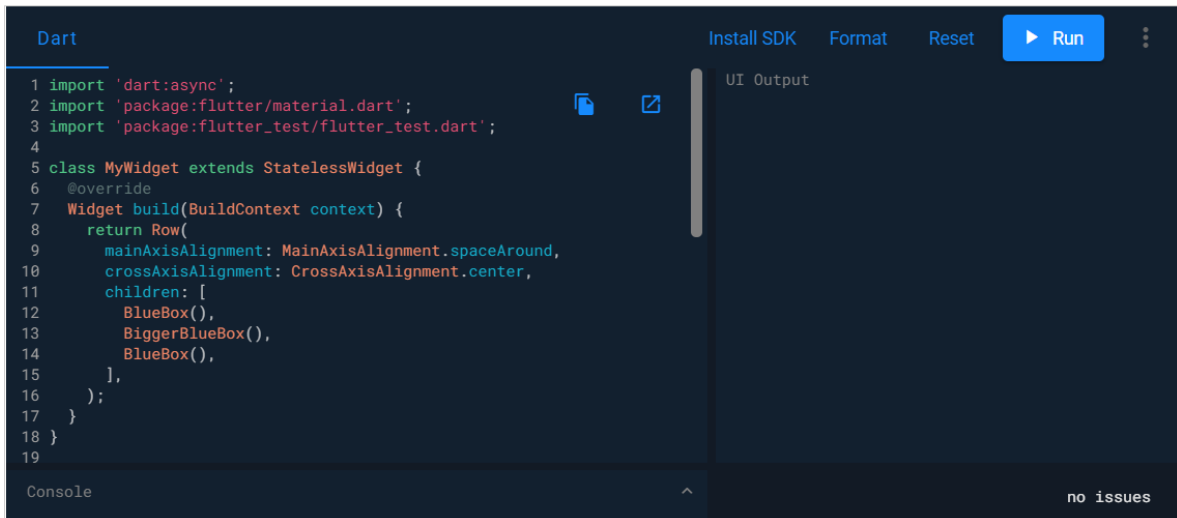 Dart
Install SDK Format Reset Run
1 import 'dart:async';
2 import 'package:flutter/material.dart';
3 import 'package:flutter_test/flutter_test.dart';
4
5 class MyWidget extends StatelessWidget {
6   @override
7   Widget build(BuildContext context) {
8     return Row(
9       mainAxisAlignment: MainAxisAlignment.spaceAround,
10       crossAxisAlignment: CrossAxisAlignment.center,
11       children: [
12         BlueBox(),
13         BiggerBlueBox(),
14         BlueBox(),
15       ],
16     );
17   }
18 }
19
UI Output
Console
no issues